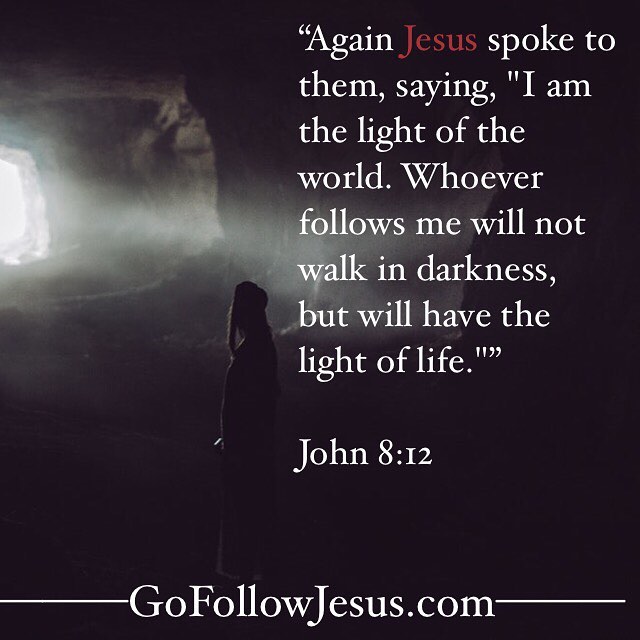 “Again Jesus spoke to
them, saying, "I am
the light of the
world. Whoever
follows me will not
walk in darkness,
but will have the
light of life."”
John 8:12
GoFollowJesus.com